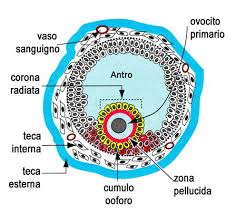 vaso
sanguigno
ovocito
primario
corona
radiata
Antro
teca
interna
teca
esterna
cumulo
ooforo
zona
pellucida